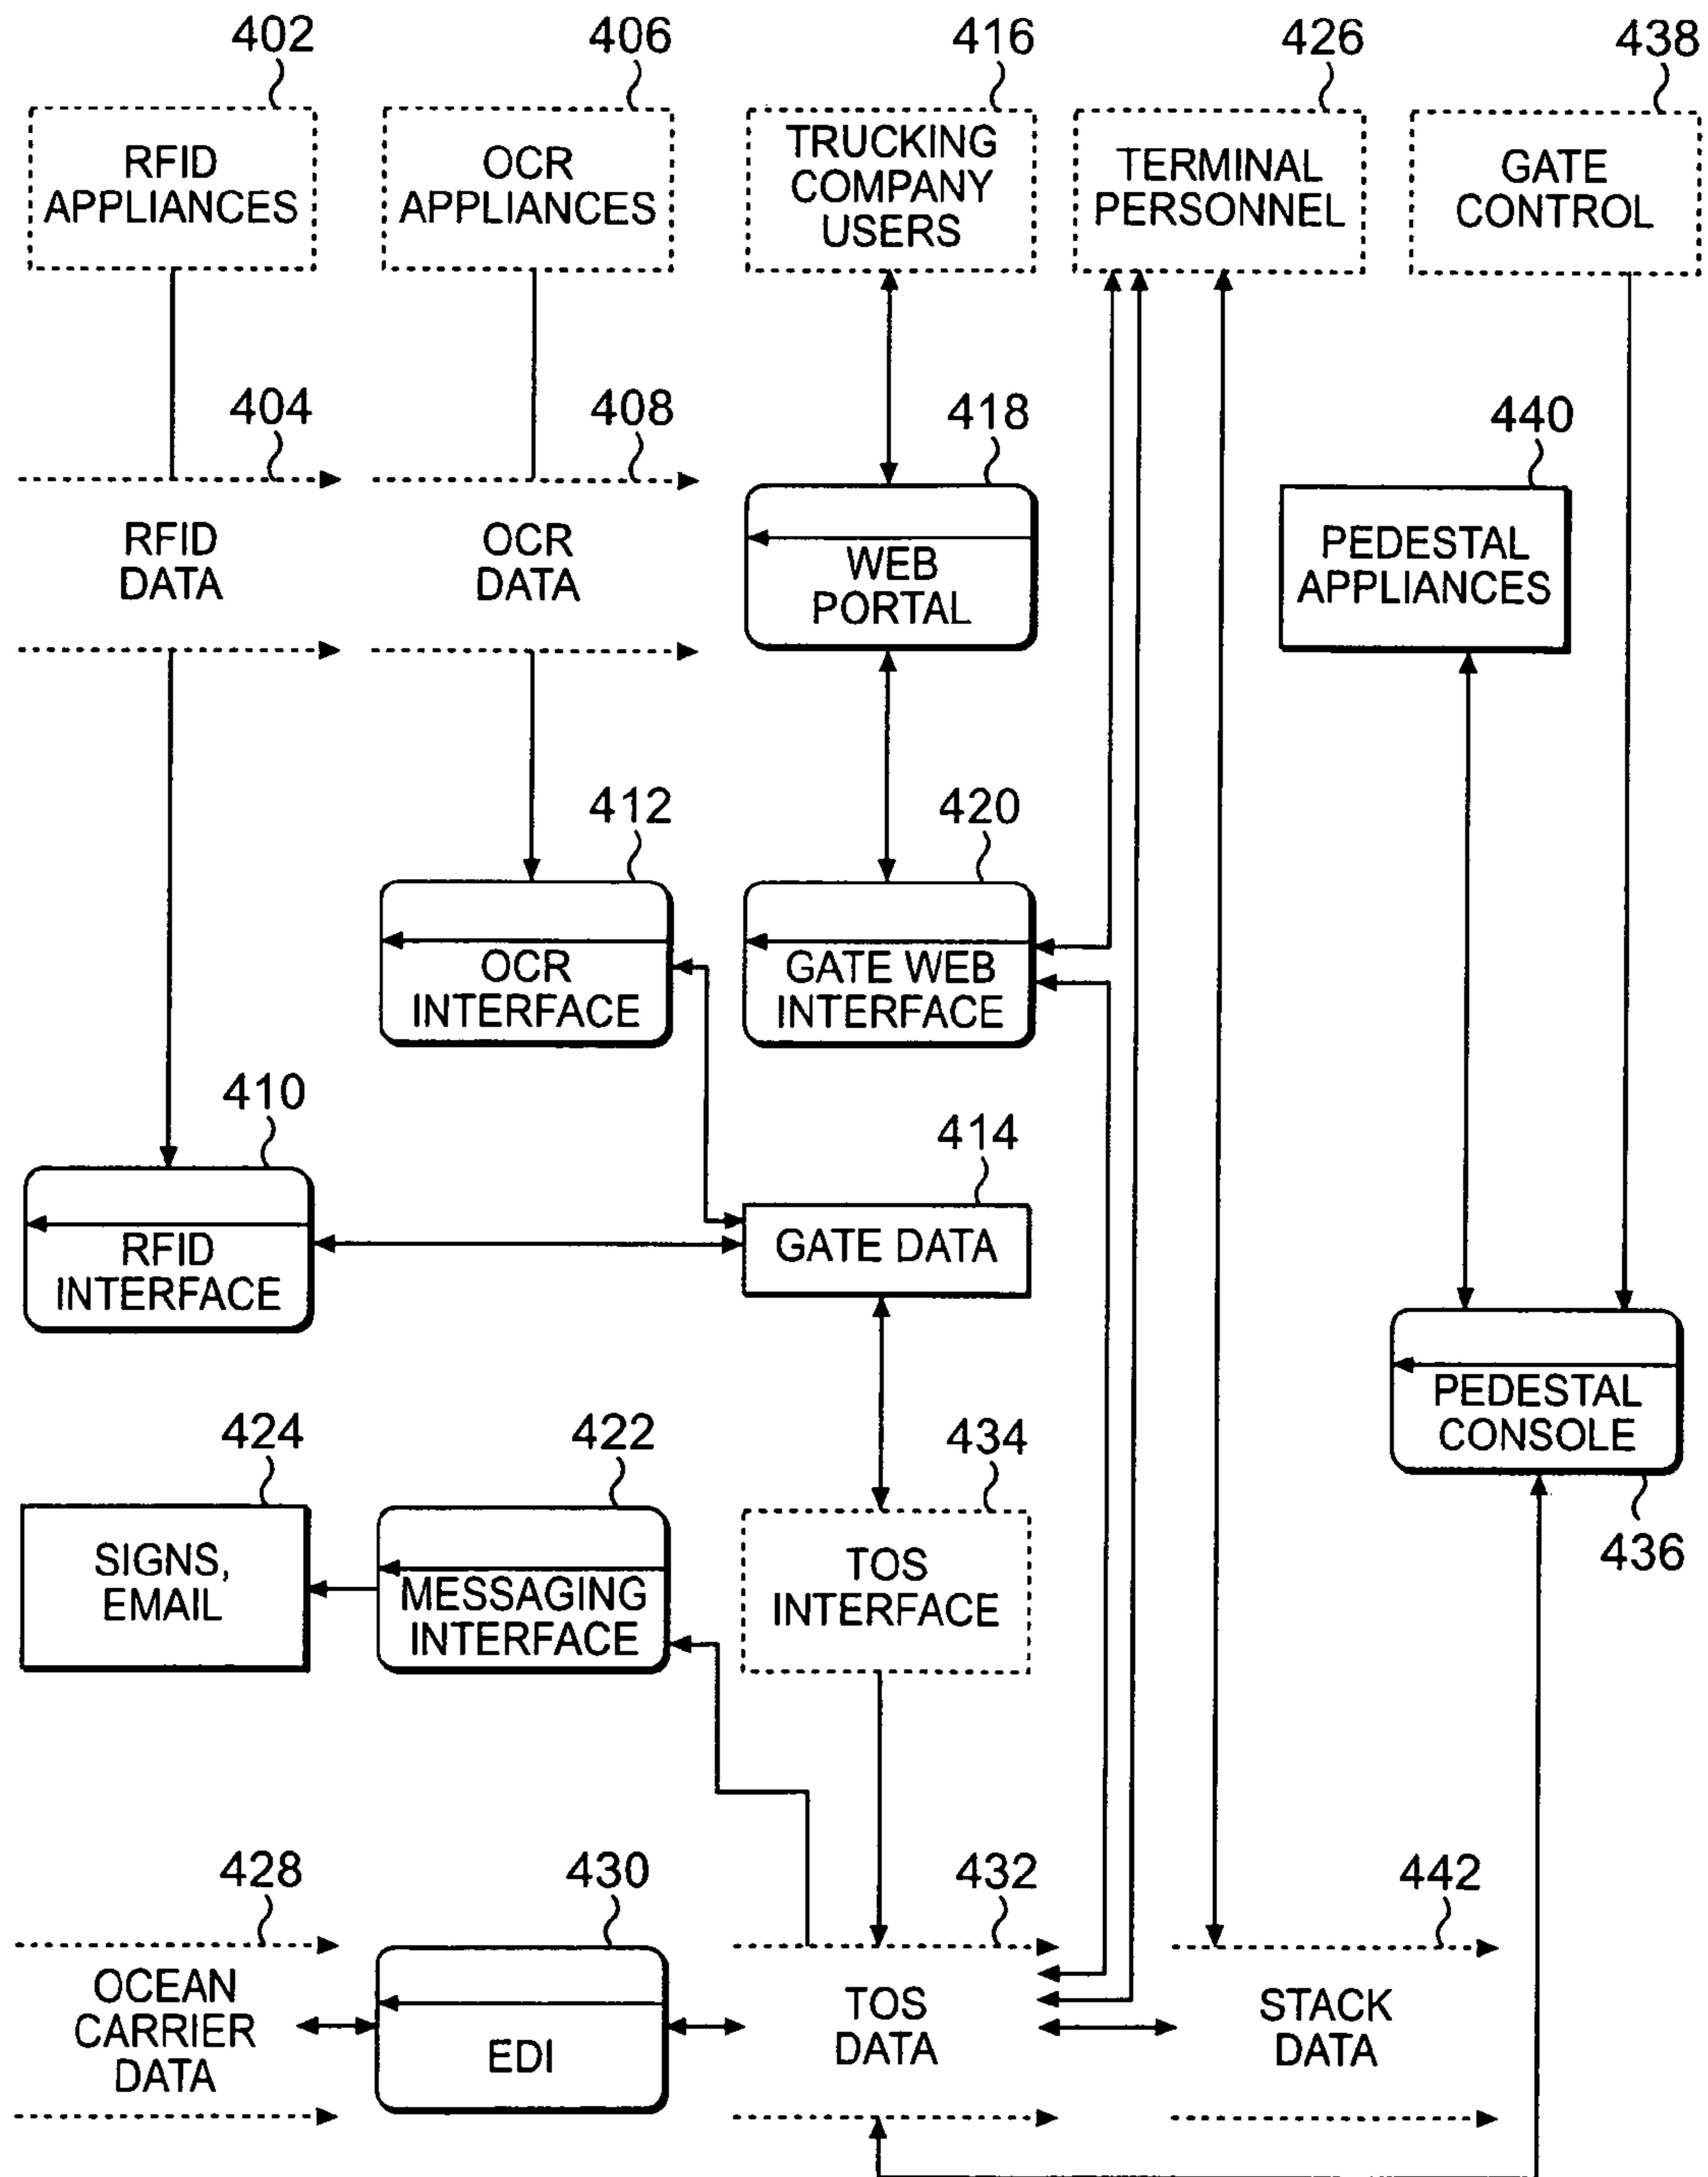 402
406
416
426
438
RFID
APPLIANCES
OCR
APPLIANCES
TRUCKING
COMPANY
USERS
TERMINAL
PERSONNEL
GATE
CONTROL
404
408
418
440
RFID
DATA
OCR
DATA
WEB
PORTAL
PEDESTAL
APPLIANCES
412
420
OCR
INTERFACE
GATE WEB
INTERFACE
410
414
RFID
INTERFACE
GATE DATA
PEDESTAL
CONSOLE
436
424
422
434
SIGNS,
EMAIL
MESSAGING
INTERFACE
TOS
INTERFACE
428
430
432
442
OCEAN
CARRIER
DATA
EDI
TOS
DATA
STACK
DATA